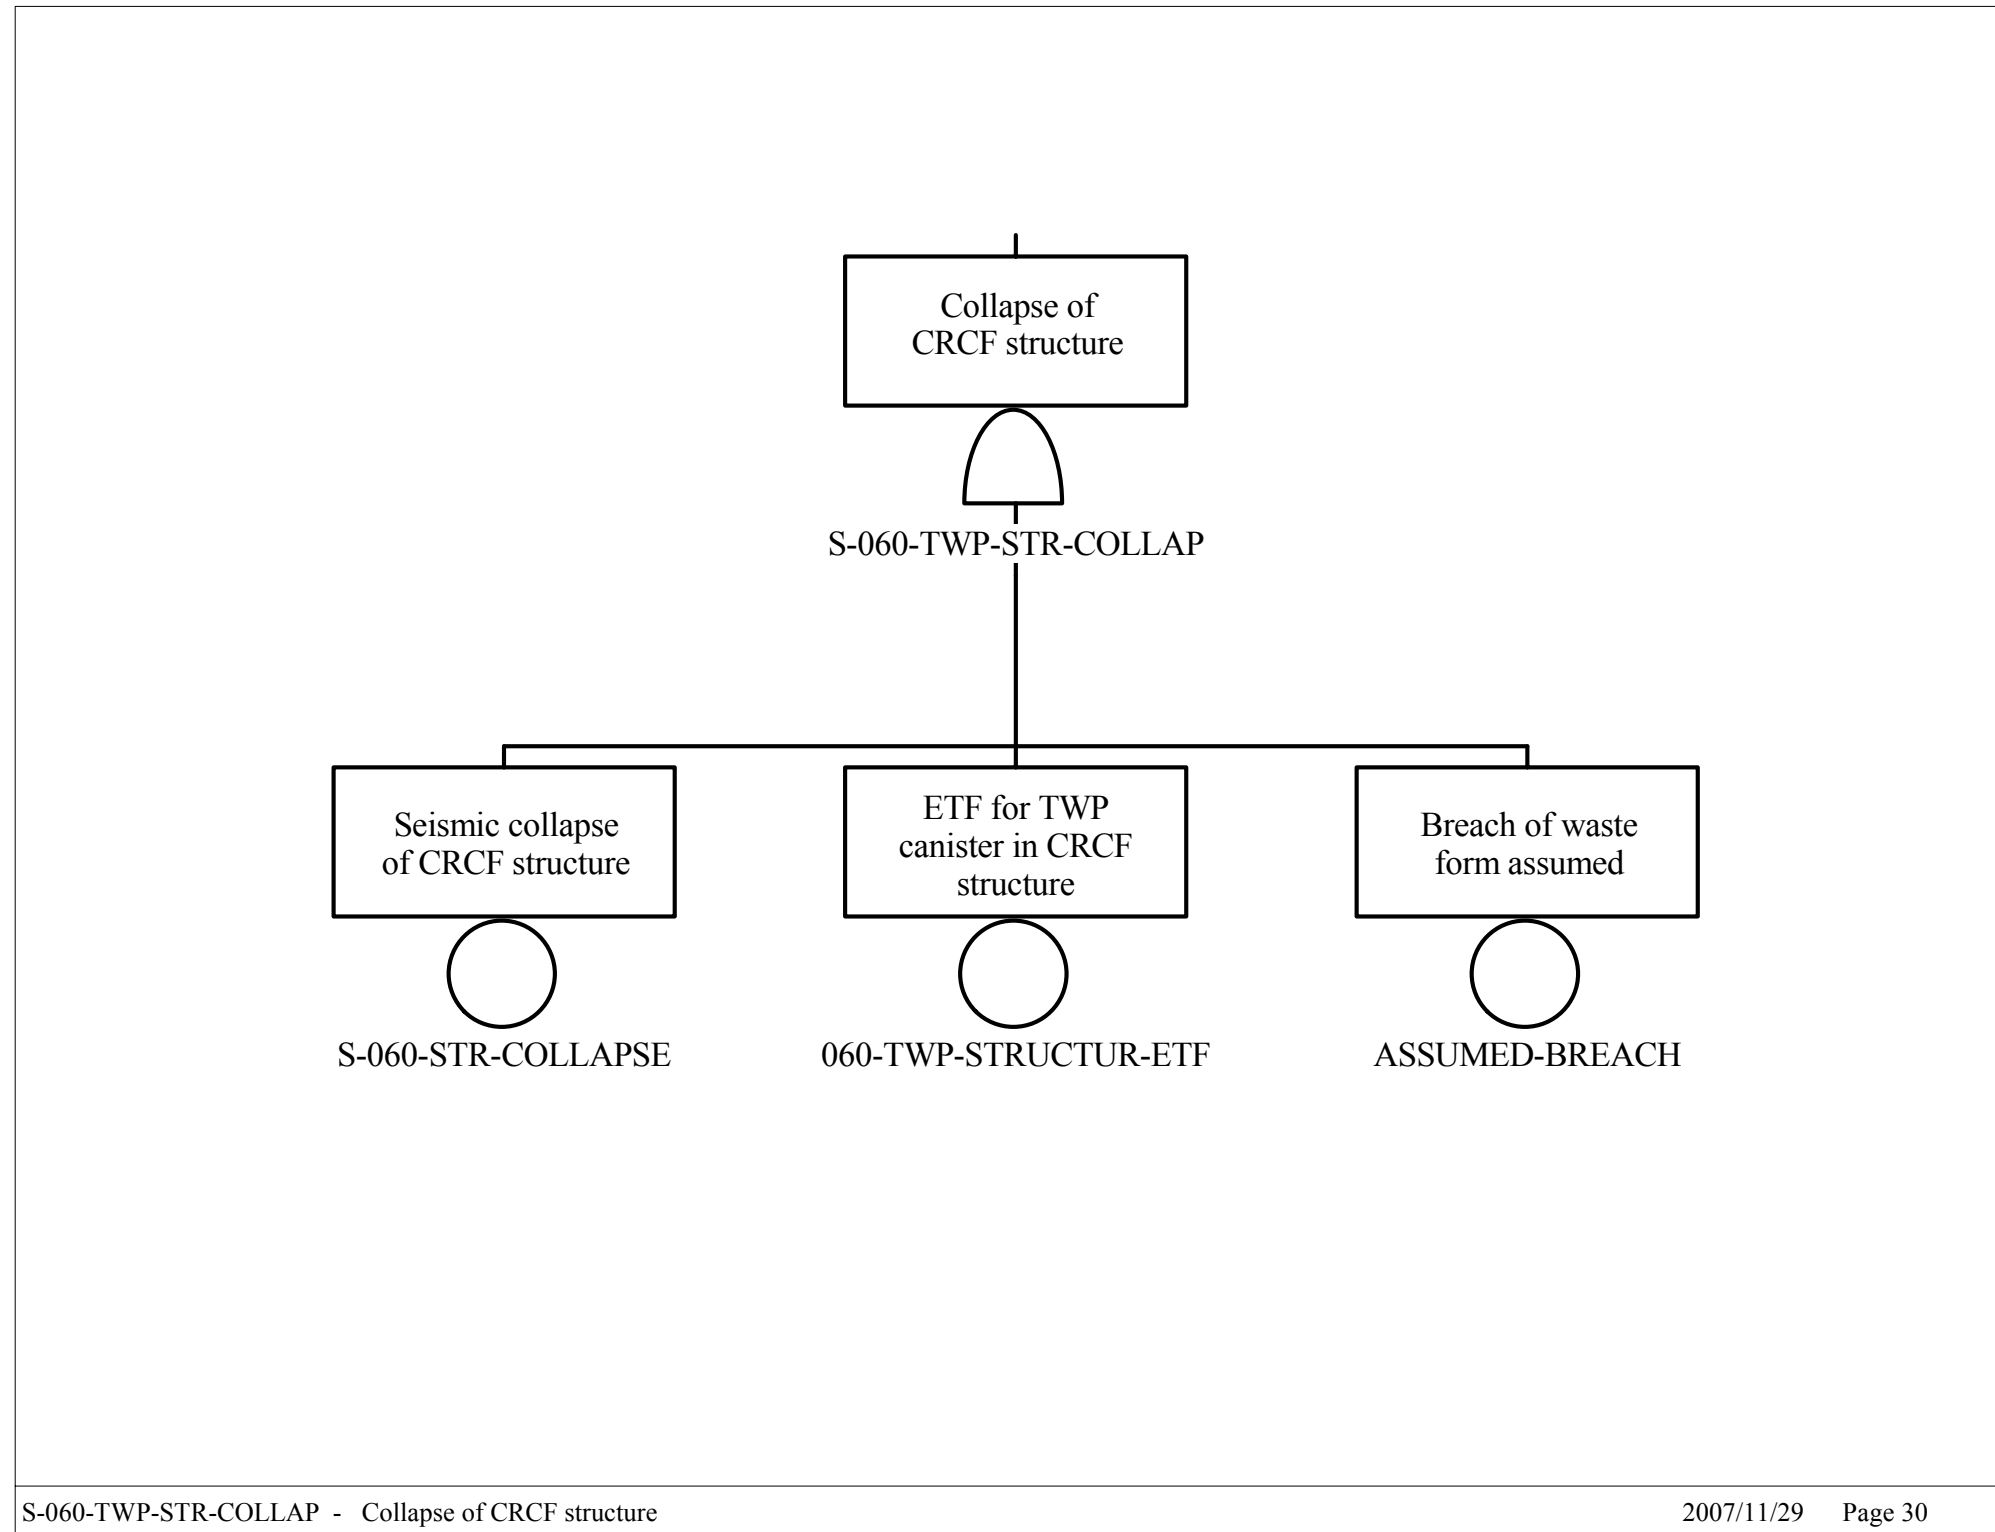 Collapse of
CRCF structure
S-060-TWP-STR-COLLAP
Seismic collapse
of CRCF structure
S-060-STR-COLLAPSE
ETF for TWP
canister in CRCF
structure
060-TWP-STRUCTUR-ETF
Breach of waste
form assumed
ASSUMED-BREACH
S-060-TWP-STR-COLLAP - Collapse of CRCF structure
2007/11/29 Page 30